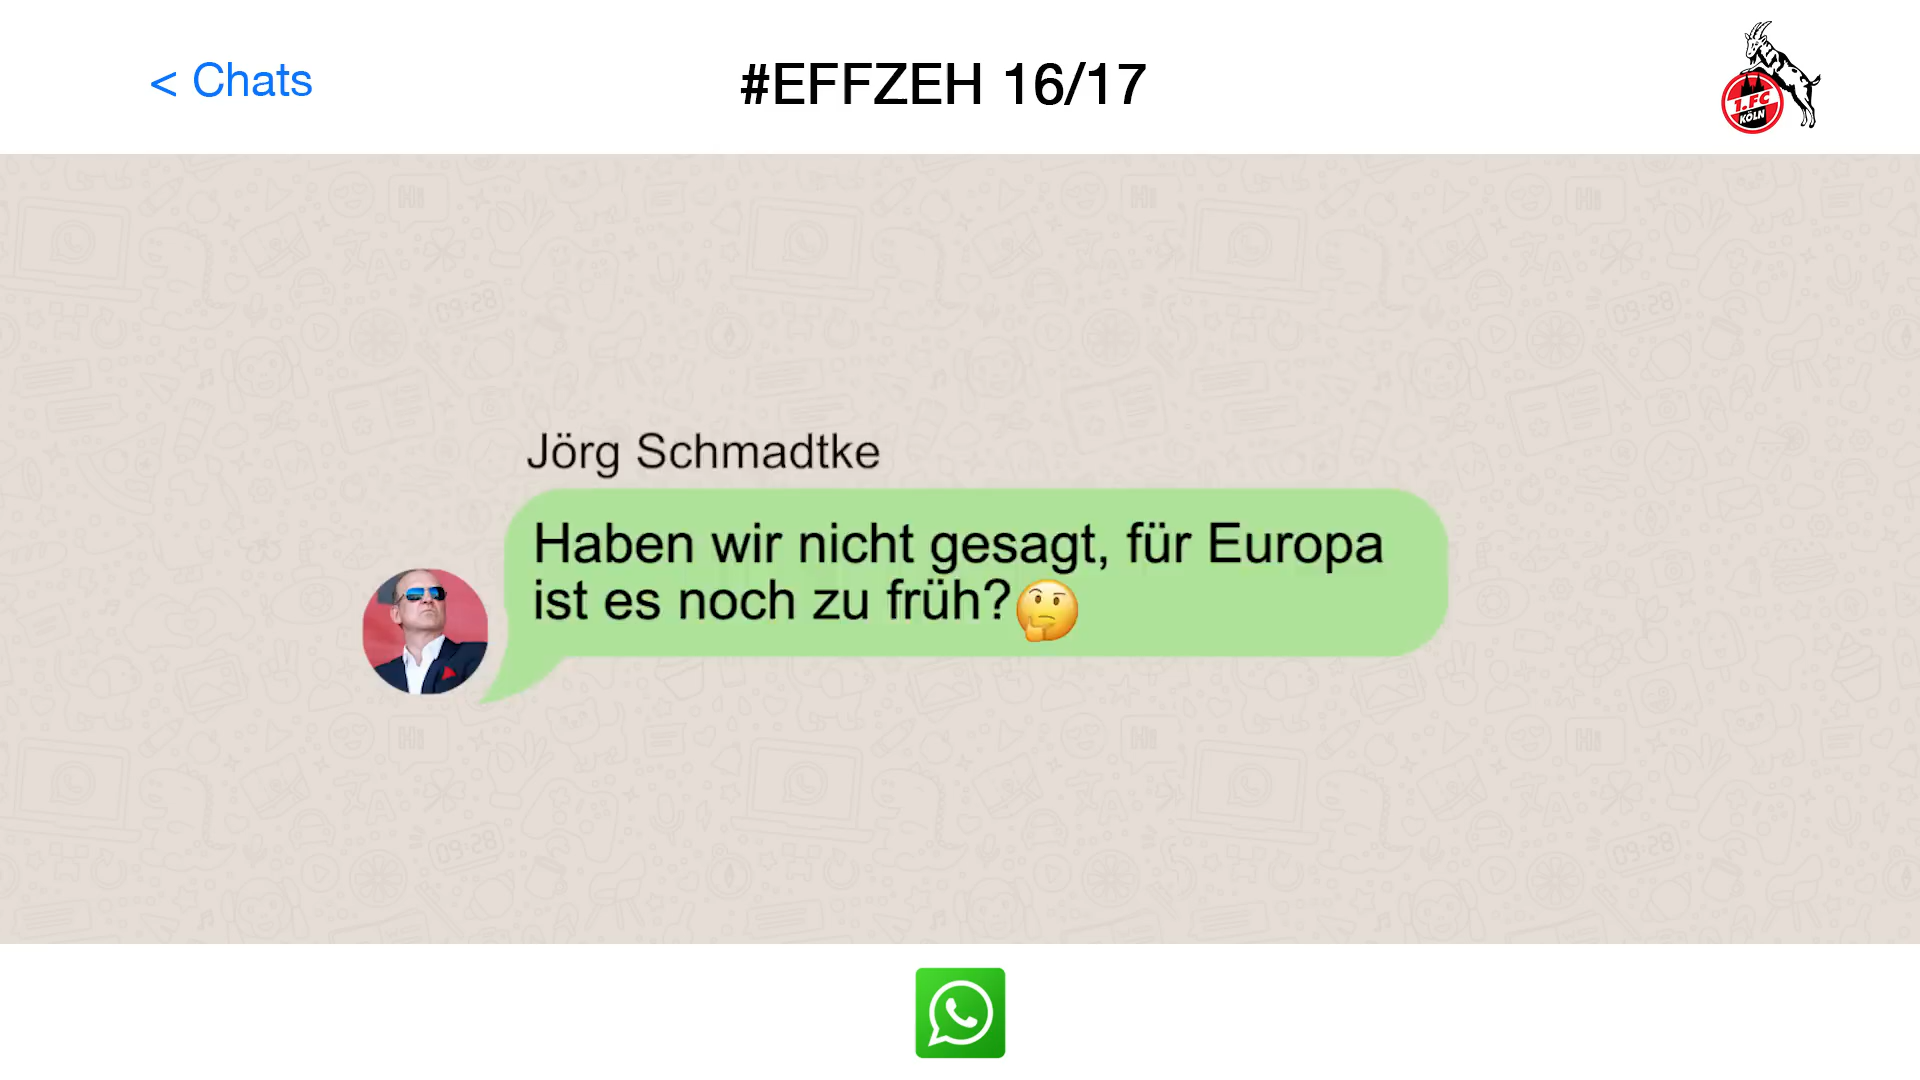 < Chats
#EFFZEH 16/17
1.FC
KÖLN
Jörg Schmadtke
Haben wir nicht gesagt, für Europa
ist es noch zu früh?🤔